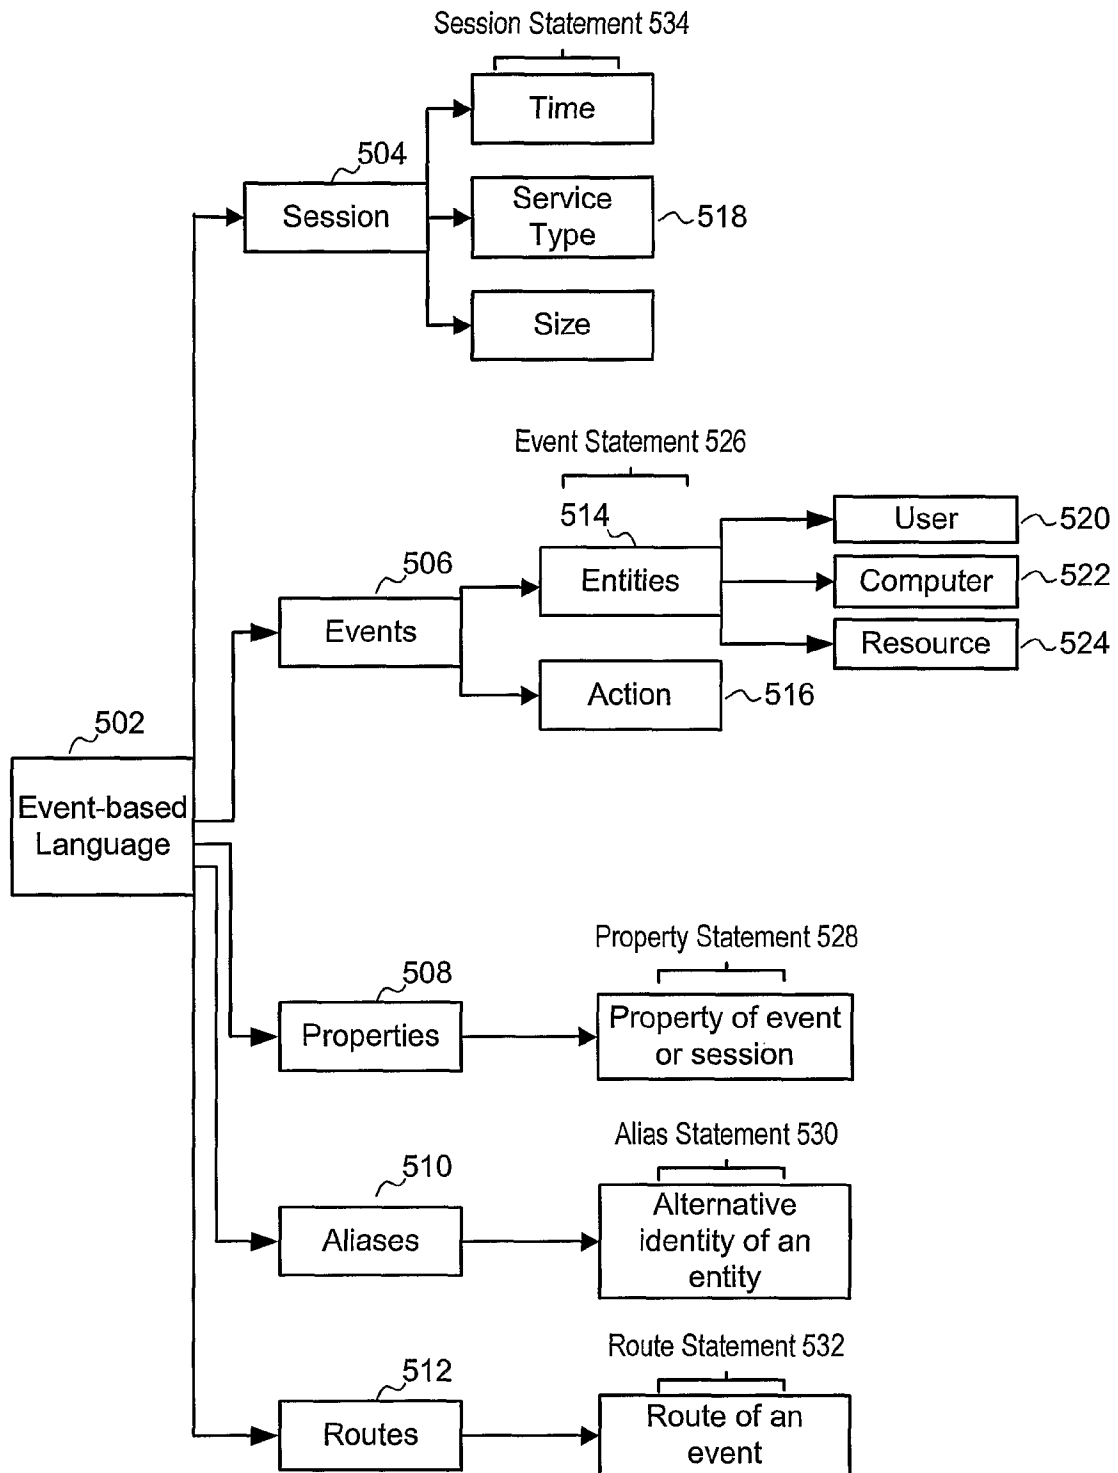 Session Statement 534
Time
504
Session
Service
Type
518
Size
Event Statement 526
514
User
520
506
Entities
Computer
522
Events
Resource
524
Action
516
502
Event-based
Language
Property Statement 528
508
Properties
Property of event
or session
Alias Statement 530
510
Aliases
Alternative
identity of an
entity
Route Statement 532
512
Routes
Route of an
event